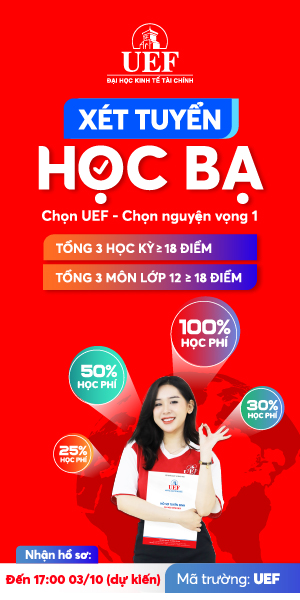 UEF
ĐẠI HỌC KINH TẾ TÀI CHÍNH
XÉT TUYỂN
HỌC BẠ
Chọn UEF - Chọn nguyện vọng 1
TỔNG 3 HỌC KỲ ≥ 18 ĐIỂM
TỔNG 3 MÔN LỚP 12 ≥ 18 ĐIỂM
100%
HỌC PHÍ
50%
HỌC PHÍ
30%
HỌC PHÍ
25%
HỌC PHÍ
UEF
Nhận hồ sơ:
Đến 17:00 03/10 (dự kiến)
Mã trường: UEF